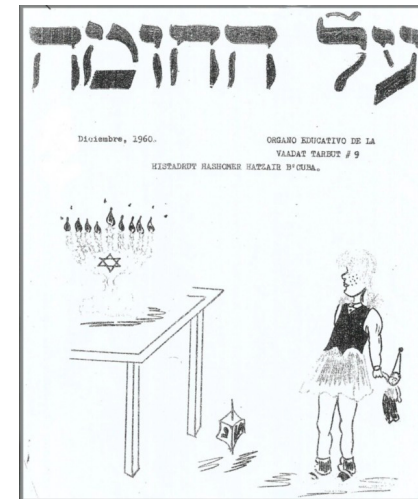 על החומה
Diciembre, 1960.
ORGANO EDUCATIVO DE LA
VAADAT TARBUT # 9
HISTADRUT HASHOMER HATZAIR B'CUBA.